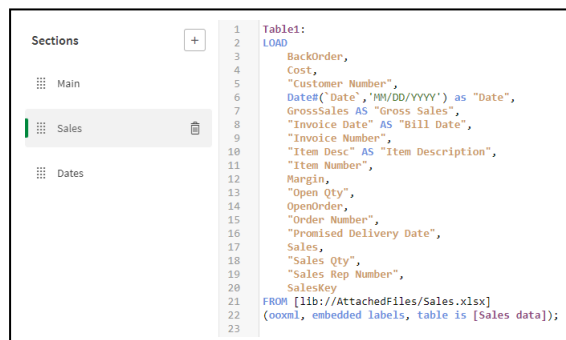 Sections
+
Main
Sales
Dates
1 Table1:
2 LOAD
3 BackOrder,
4 Cost,
5 "Customer Number",
6 Date#(`Date`,'MM/DD/YYYY') as "Date",
7 GrossSales AS "Gross Sales",
8 "Invoice Date" AS "Bill Date",
9 "Invoice Number",
10 "Item Desc" AS "Item Description",
11 "Item Number",
12 Margin,
13 "Open Qty",
14 OpenOrder,
15 "Order Number",
16 "Promised Delivery Date",
17 Sales,
18 "Sales Qty",
19 "Sales Rep Number",
20 SalesKey
21 FROM [lib://AttachedFiles/Sales.xlsx]
22 (ooxml, embedded labels, table is [Sales data]);
23